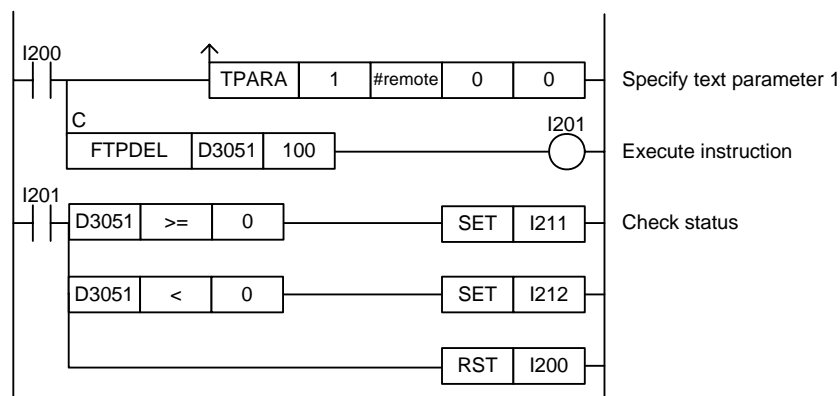 I200
TPARA 1 #remote 0 0 Specify text parameter 1
C
I201
FTPDEL D3051 100 Execute instruction
I201
D3051 >= 0 SET I211 Check status
D3051 < 0 SET I212
RST I200